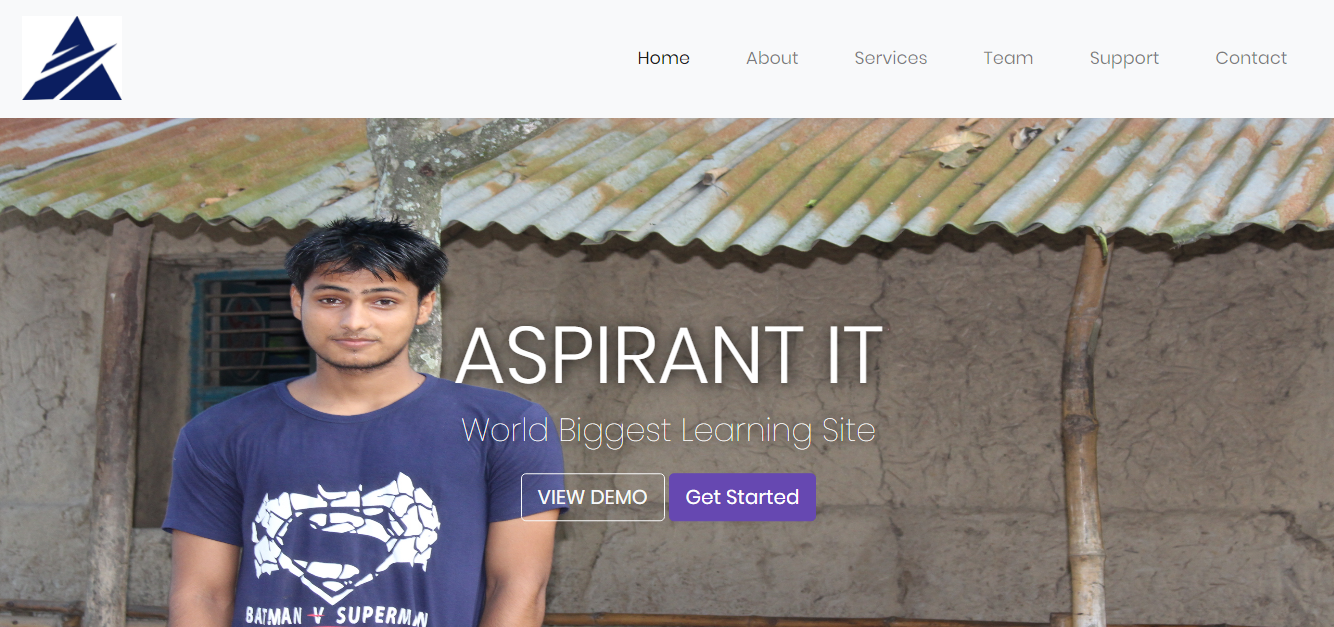 Home About Services Team Support Contact
ASPIRANT IT
World Biggest Learning Site
VIEW DEMO Get Started
BATMAN V SUPERMAN